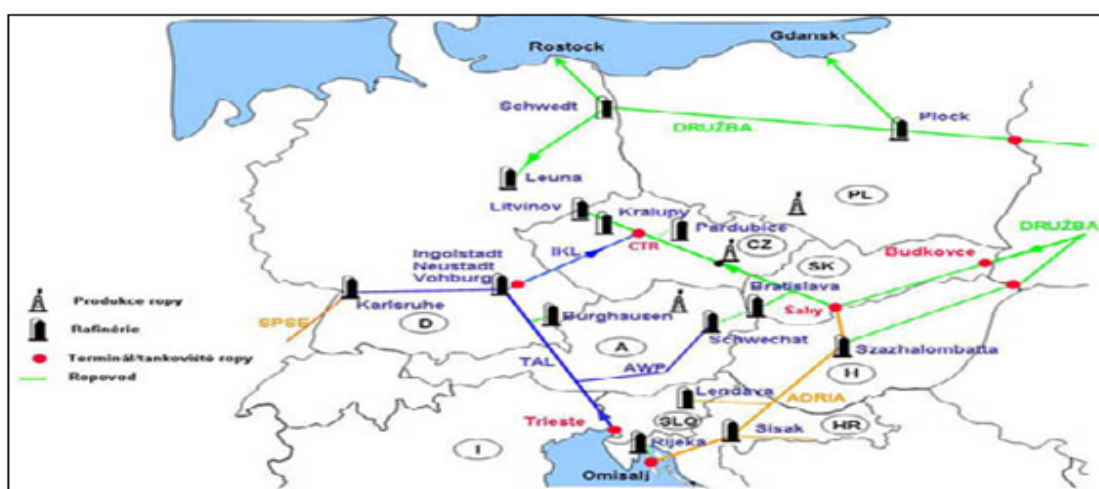 Gdansk
Rostock
Schwedt
DRUŽBA
Plock
Leuna
PL
Litvinov
Kralupy
Pardubice
DRUŽBA
CTR
CZ
Budkovce
IKL
SK
Ingolstadt
Neustadt
Vohburg
Bratislava
Produkce ropy
Karlsruhe
Šahy
SPSE
Rafinérie
D
Burghausen
A
Schwechat
Szazhalombatta
Terminál/tankoviště ropy
TAL
AWP
H
Ropovod
Lendava
ADRIA
Trieste
SLO
Sisak
HR
I
Rijeka
Omisalj